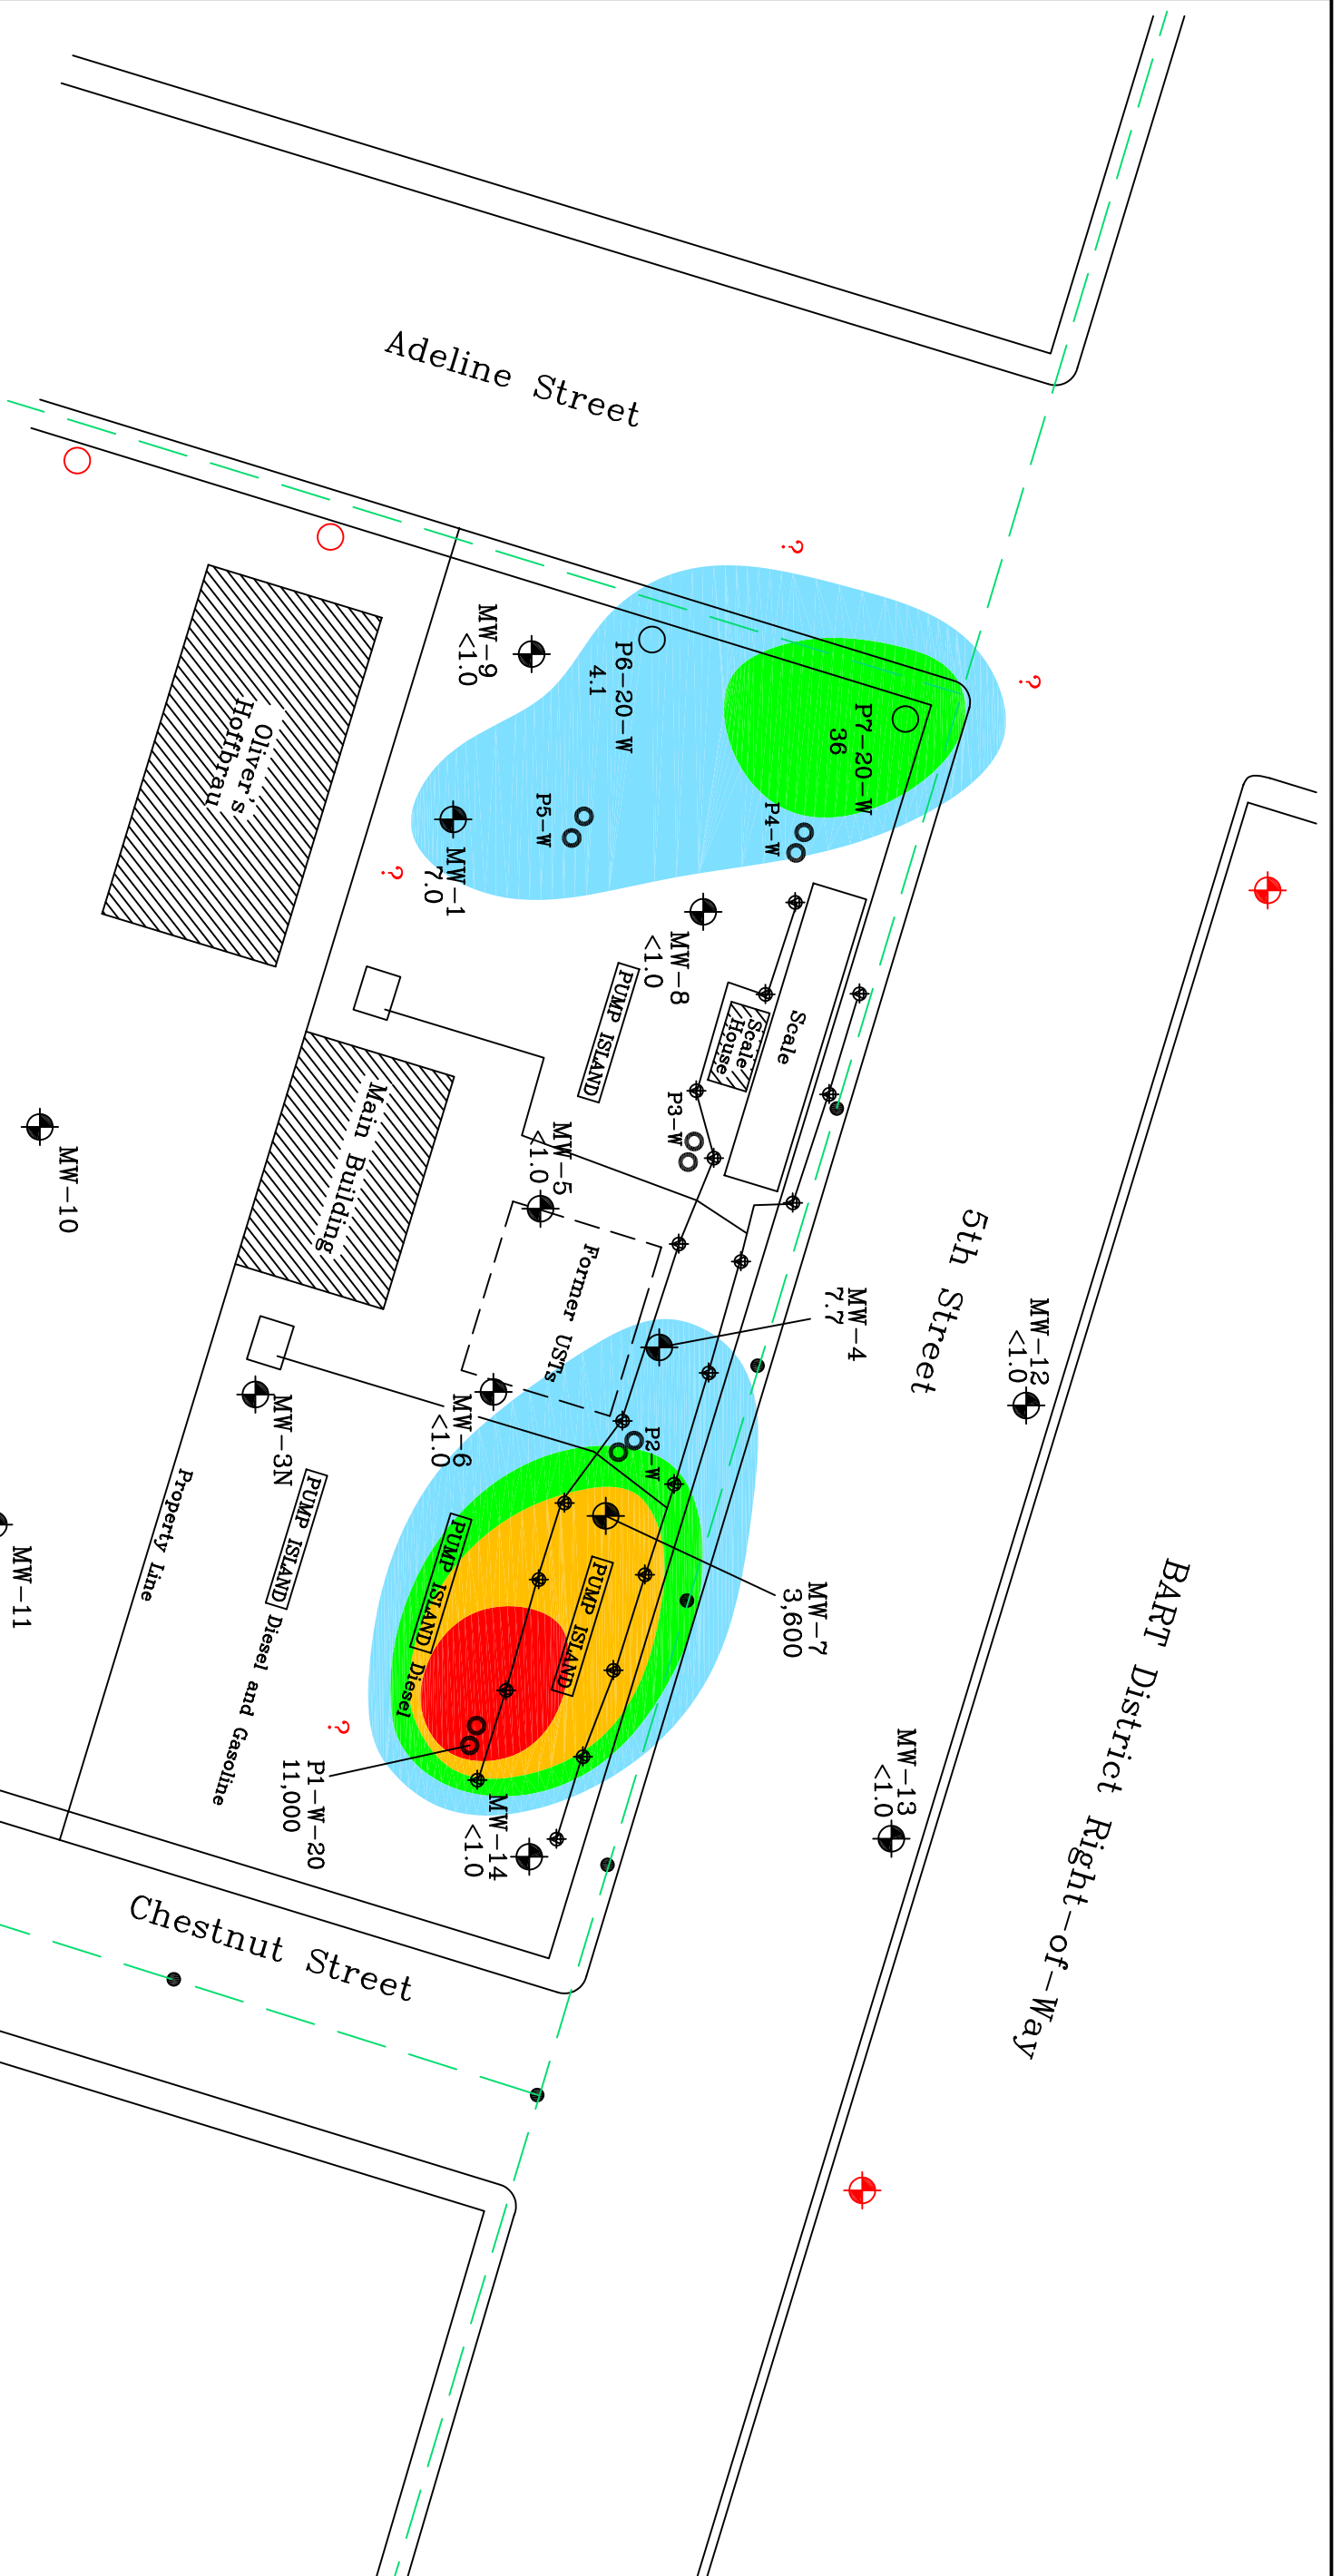 Adeline Street
?
?
MW-9
<1.0
P6-20-W
4.1
P7-20-W
36
Oliver's
Hoffbrau
P5-W
P4-W
MW-1
7.0
?
MW-8
<1.0
PUMP ISLAND
Scale
Scale
House
P3-W
Main Building
MW-10
MW-5
<1.0
Former USTs
5th Street
MW-4
7.7
MW-12
<1.0
MW-6
<1.0
P2-W
MW-3N
PUMP ISLAND
Diesel and Gasoline
Property Line
MW-11
PUMP ISLAND
Diesel
PUMP ISLAND
MW-7
3,600
BART District Right-of-Way
?
P1-W-20
11,000
MW-14
<1.0
MW-13
<1.0
Chestnut Street